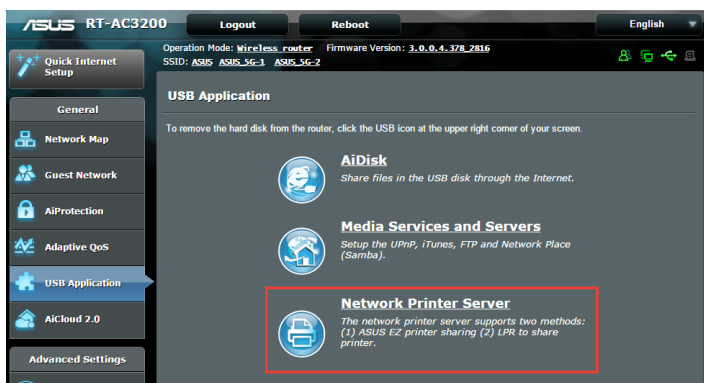 ASUS RT-AC3200 Logout Reboot English
Quick Internet Setup
Operation Mode: Wireless router Firmware Version: 3.0.0.4.378_2816
SSID: ASUS ASUS_5G-1 ASUS_5G-2
General
Network Map
Guest Network
AiProtection
Adaptive QoS
USB Application
AiCloud 2.0
Advanced Settings
USB Application
To remove the hard disk from the router, click the USB icon at the upper right corner of your screen.
AiDisk
Share files in the USB disk through the Internet.
Media Services and Servers
Setup the UPnP, iTunes, FTP and Network Place
(Samba).
Network Printer Server
The network printer server supports two methods:
(1) ASUS EZ printer sharing (2) LPR to share
printer.